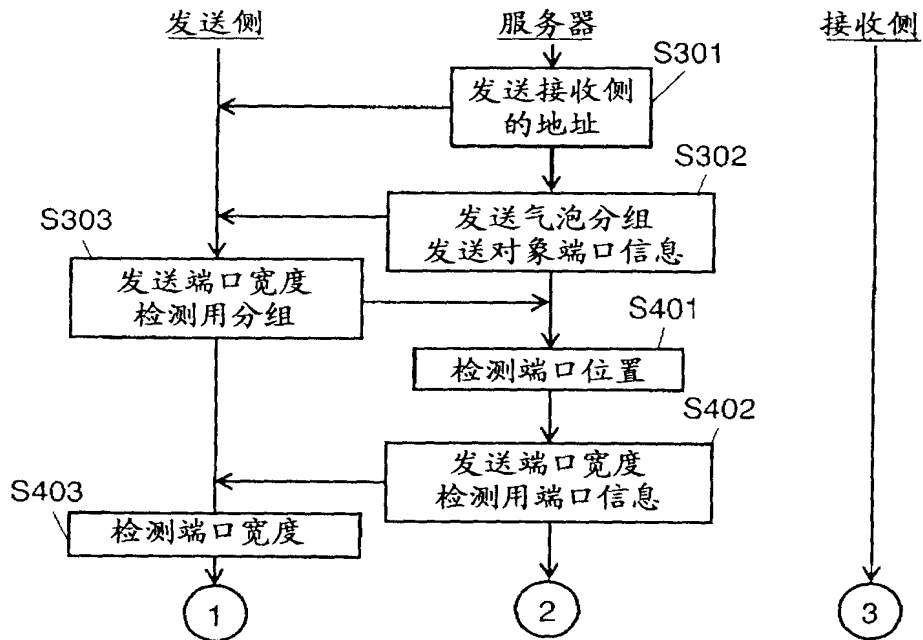 发送侧
服务器
接收侧
S301
发送接收侧
的地址
S302
发送气泡分组
发送对象端口信息
S303
发送端口宽度
检测用分组
S401
检测端口位置
S402
发送端口宽度
检测用端口信息
S403
检测端口宽度
1
2
3